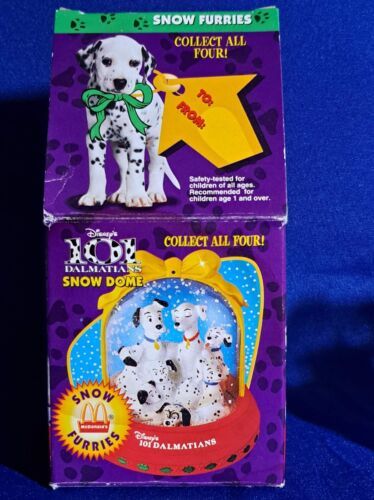 SNOW FURRIES
COLLECT ALL
FOUR!
TO:
FROM:
Safety-tested for
children of all ages.
Recommended for
children age 1 and over.
Disney's
101
DALMATIANS
SNOW DOME
COLLECT ALL FOUR!
SNOW
McDonald's
FURRIES
Disney's
101 DALMATIANS